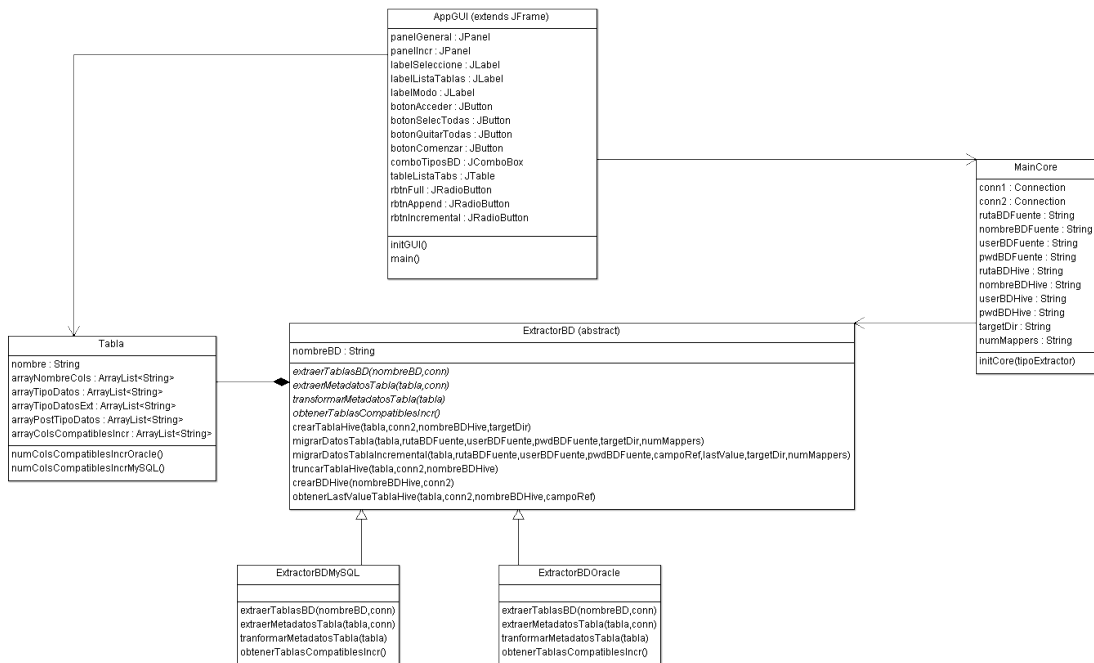 AppGUI (extends JFrame)
panelGeneral : JPanel
panelIncr : JPanel
labelSeleccione : JLabel
labelListaTablas : JLabel
labelModo : JLabel
botonAcceder : JButton
botonSelecTodas : JButton
botonQuitarTodas : JButton
botonComenzar : JButton
comboTiposBD : JComboBox
tableListaTabs : JTable
rbtnFull : JRadioButton
rbtnAppend : JRadioButton
rbtnIncremental : JRadioButton
initGUI()
main()
MainCore
conn1 : Connection
conn2 : Connection
rutaBDFuente : String
nombreBDFuente : String
userBDFuente : String
pwdBDFuente : String
rutaBDHive : String
nombreBDHive : String
userBDHive : String
pwdBDHive : String
targetDir : String
numMappers : String
initCore(tipoExtractor)
Tabla
nombre : String
arrayNombreCols : ArrayList<String>
arrayTipoDatos : ArrayList<String>
arrayTipoDatosExt : ArrayList<String>
arrayPostTipoDatos : ArrayList<String>
arrayColsCompatiblesIncr : ArrayList<String>
numColsCompatiblesIncrOracle()
numColsCompatiblesIncrMySQL()
ExtractorBD (abstract)
nombreBD : String
extraerTablasBD(nombreBD,conn)
extraerMetadatosTabla(tabla,conn)
transformarMetadatosTabla(tabla)
obtenerTablasCompatiblesIncr()
crearTablaHive(tabla,conn2,nombreBDHive,targetDir)
migrarDatosTabla(tabla,rutaBDFuente,userBDFuente,pwdBDFuente,targetDir,numMappers)
migrarDatosTablaIncremental(tabla,rutaBDFuente,userBDFuente,pwdBDFuente,campoRef,lastValue,targetDir,numMappers)
truncarTablaHive(tabla,conn2,nombreBDHive)
crearBDHive(nombreBDHive,conn2)
obtenerLastValueTablaHive(tabla,conn2,nombreBDHive,campoRef)
ExtractorBDMySQL
extraerTablasBD(nombreBD,conn)
extraerMetadatosTabla(tabla,conn)
tranformarMetadatosTabla(tabla)
obtenerTablasCompatiblesIncr()
ExtractorBDOracle
extraerTablasBD(nombreBD,conn)
extraerMetadatosTabla(tabla,conn)
tranformarMetadatosTabla(tabla)
obtenerTablasCompatiblesIncr()